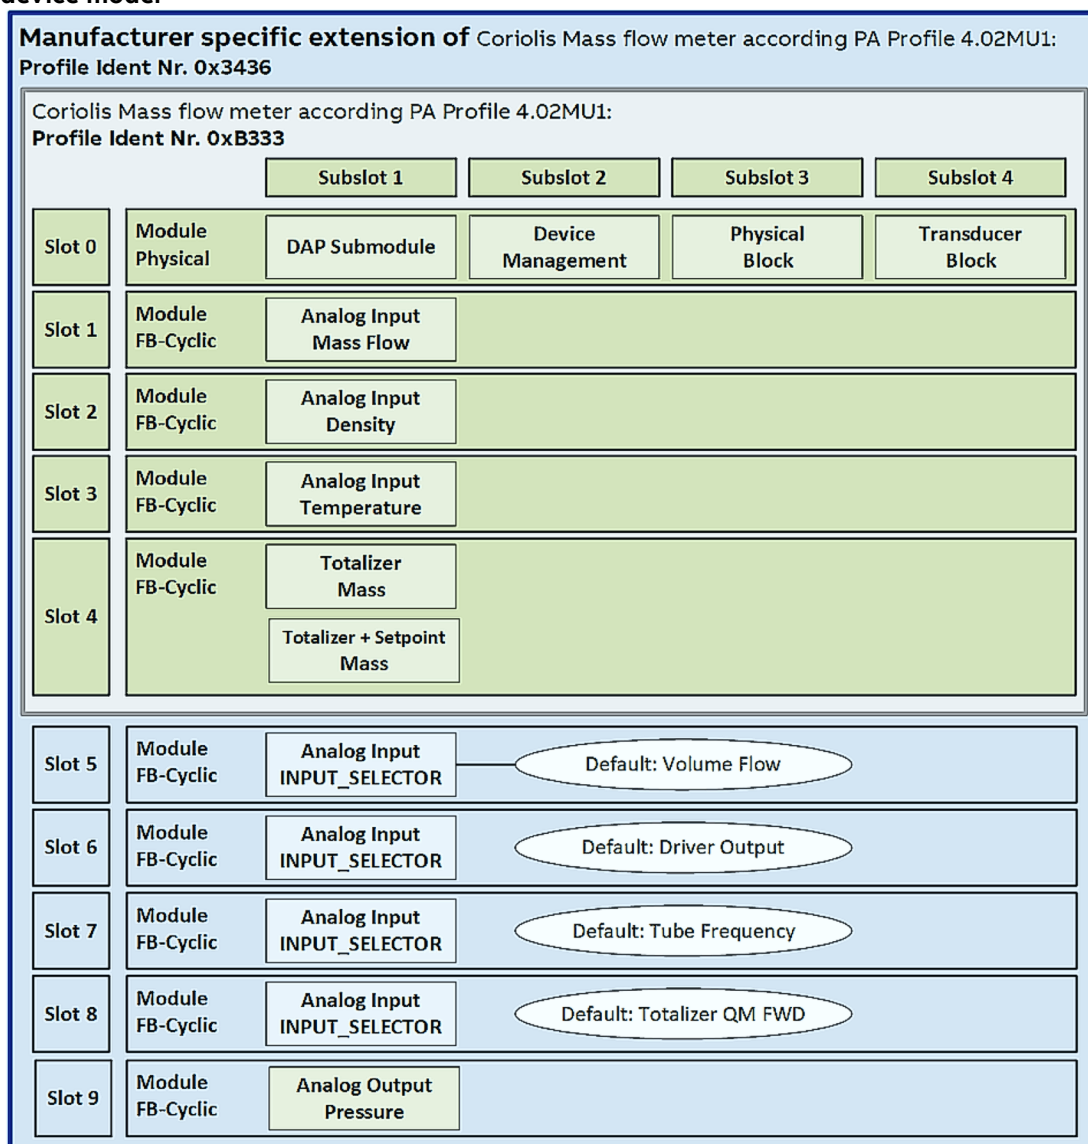 device model
Manufacturer specific extension of Coriolis Mass flow meter according PA Profile 4.02MU1:
Profile Ident Nr. 0x3436
Coriolis Mass flow meter according PA Profile 4.02MU1:
Profile Ident Nr. 0xB333
Subslot 1
Subslot 2
Subslot 3
Subslot 4
Slot 0
Module
Physical
DAP Submodule
Device
Management
Physical
Block
Transducer
Block
Slot 1
Module
FB-Cyclic
Analog Input
Mass Flow
Slot 2
Module
FB-Cyclic
Analog Input
Density
Slot 3
Module
FB-Cyclic
Analog Input
Temperature
Slot 4
Module
FB-Cyclic
Totalizer
Mass
Totalizer + Setpoint
Mass
Slot 5
Module
FB-Cyclic
Analog Input
INPUT_SELECTOR
Default: Volume Flow
Slot 6
Module
FB-Cyclic
Analog Input
INPUT_SELECTOR
Default: Driver Output
Slot 7
Module
FB-Cyclic
Analog Input
INPUT_SELECTOR
Default: Tube Frequency
Slot 8
Module
FB-Cyclic
Analog Input
INPUT_SELECTOR
Default: Totalizer QM FWD
Slot 9
Module
FB-Cyclic
Analog Output
Pressure